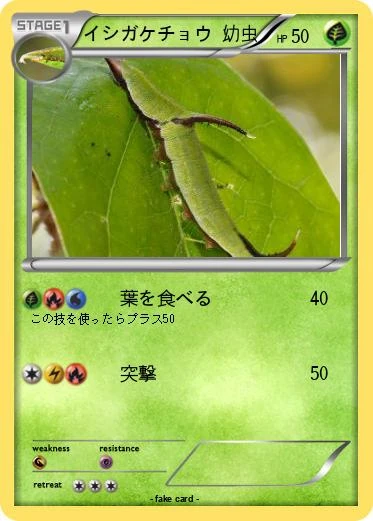 STAGE1
イシガケチョウ 幼虫 HP 50
葉を食べる 40
この技を使ったらプラス50
突撃 50
weakness resistance
retreat
- fake card -